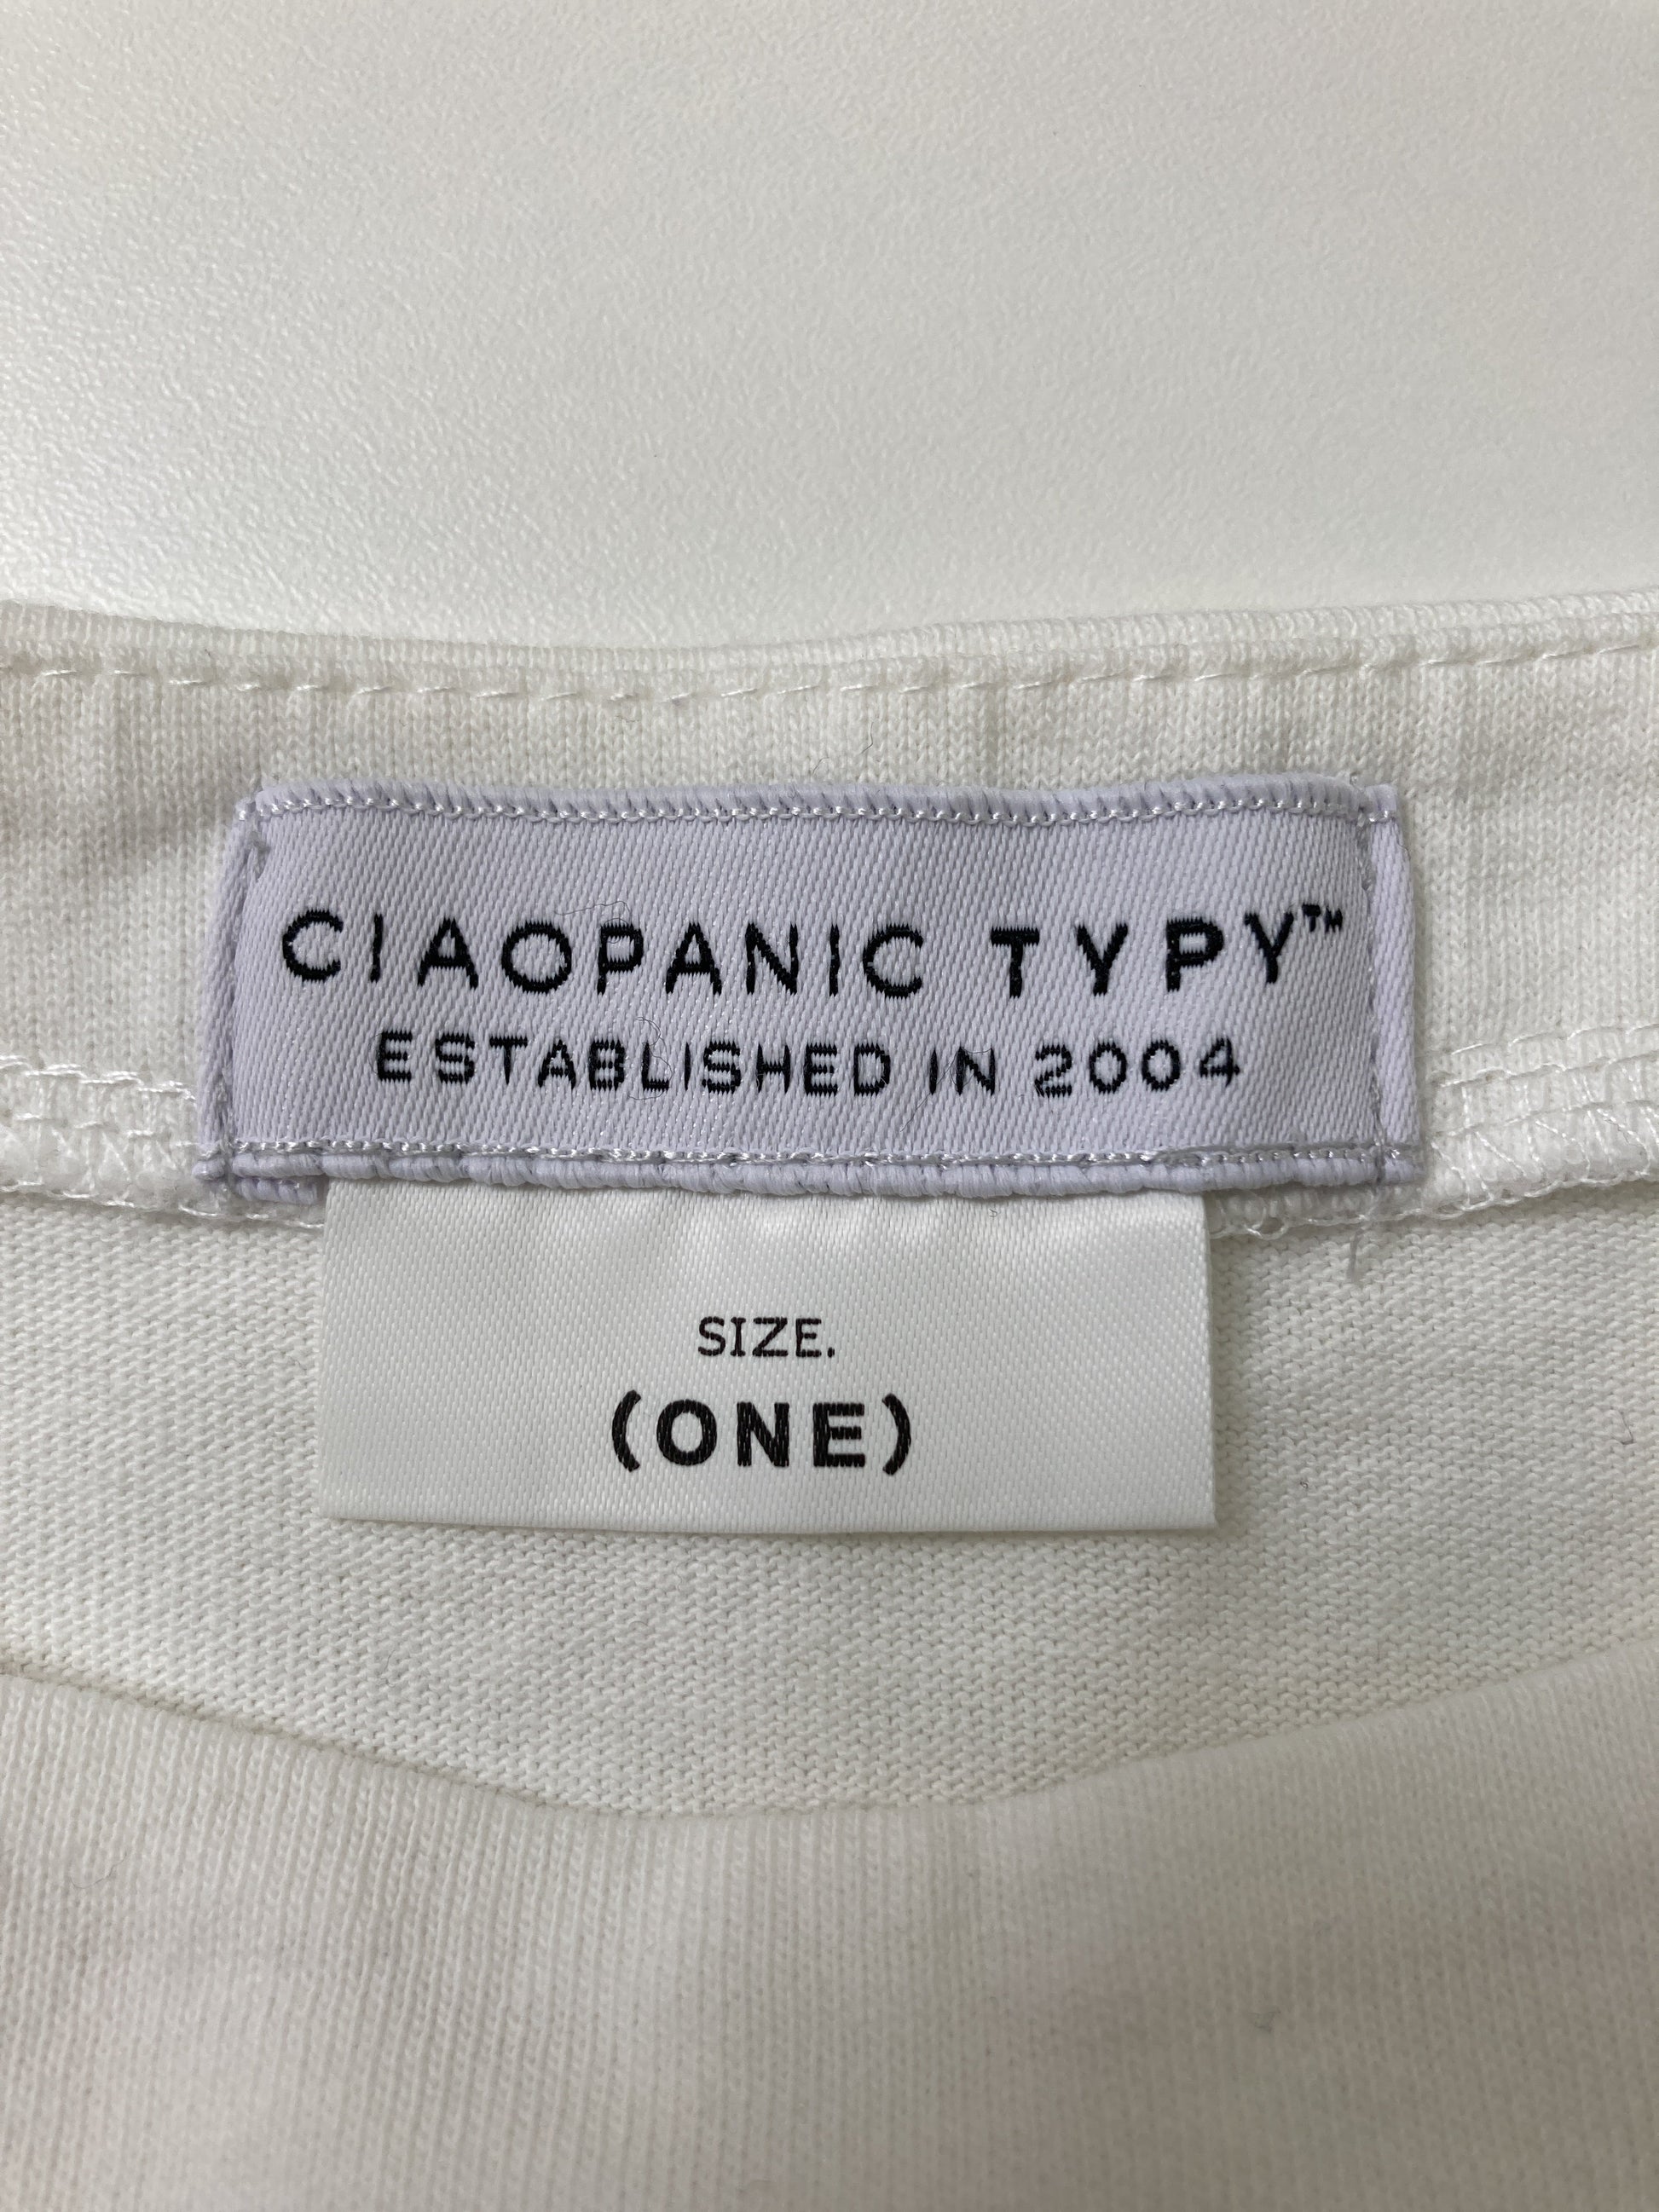 CIAOPANIC TYPY™
ESTABLISHED IN 2004
SIZE.
(ONE)